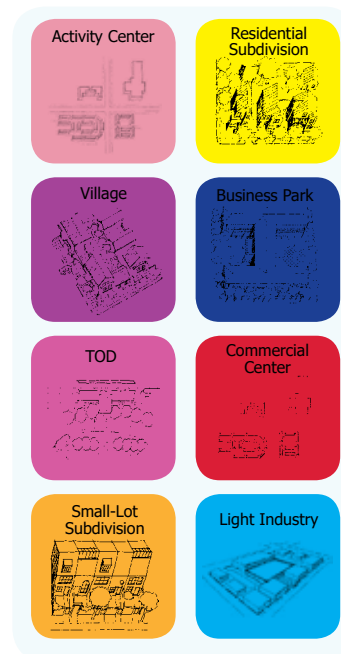 Activity Center
Residential
Subdivision
Village
Business Park
TOD
Commercial
Center
Small-Lot
Subdivision
Light Industry